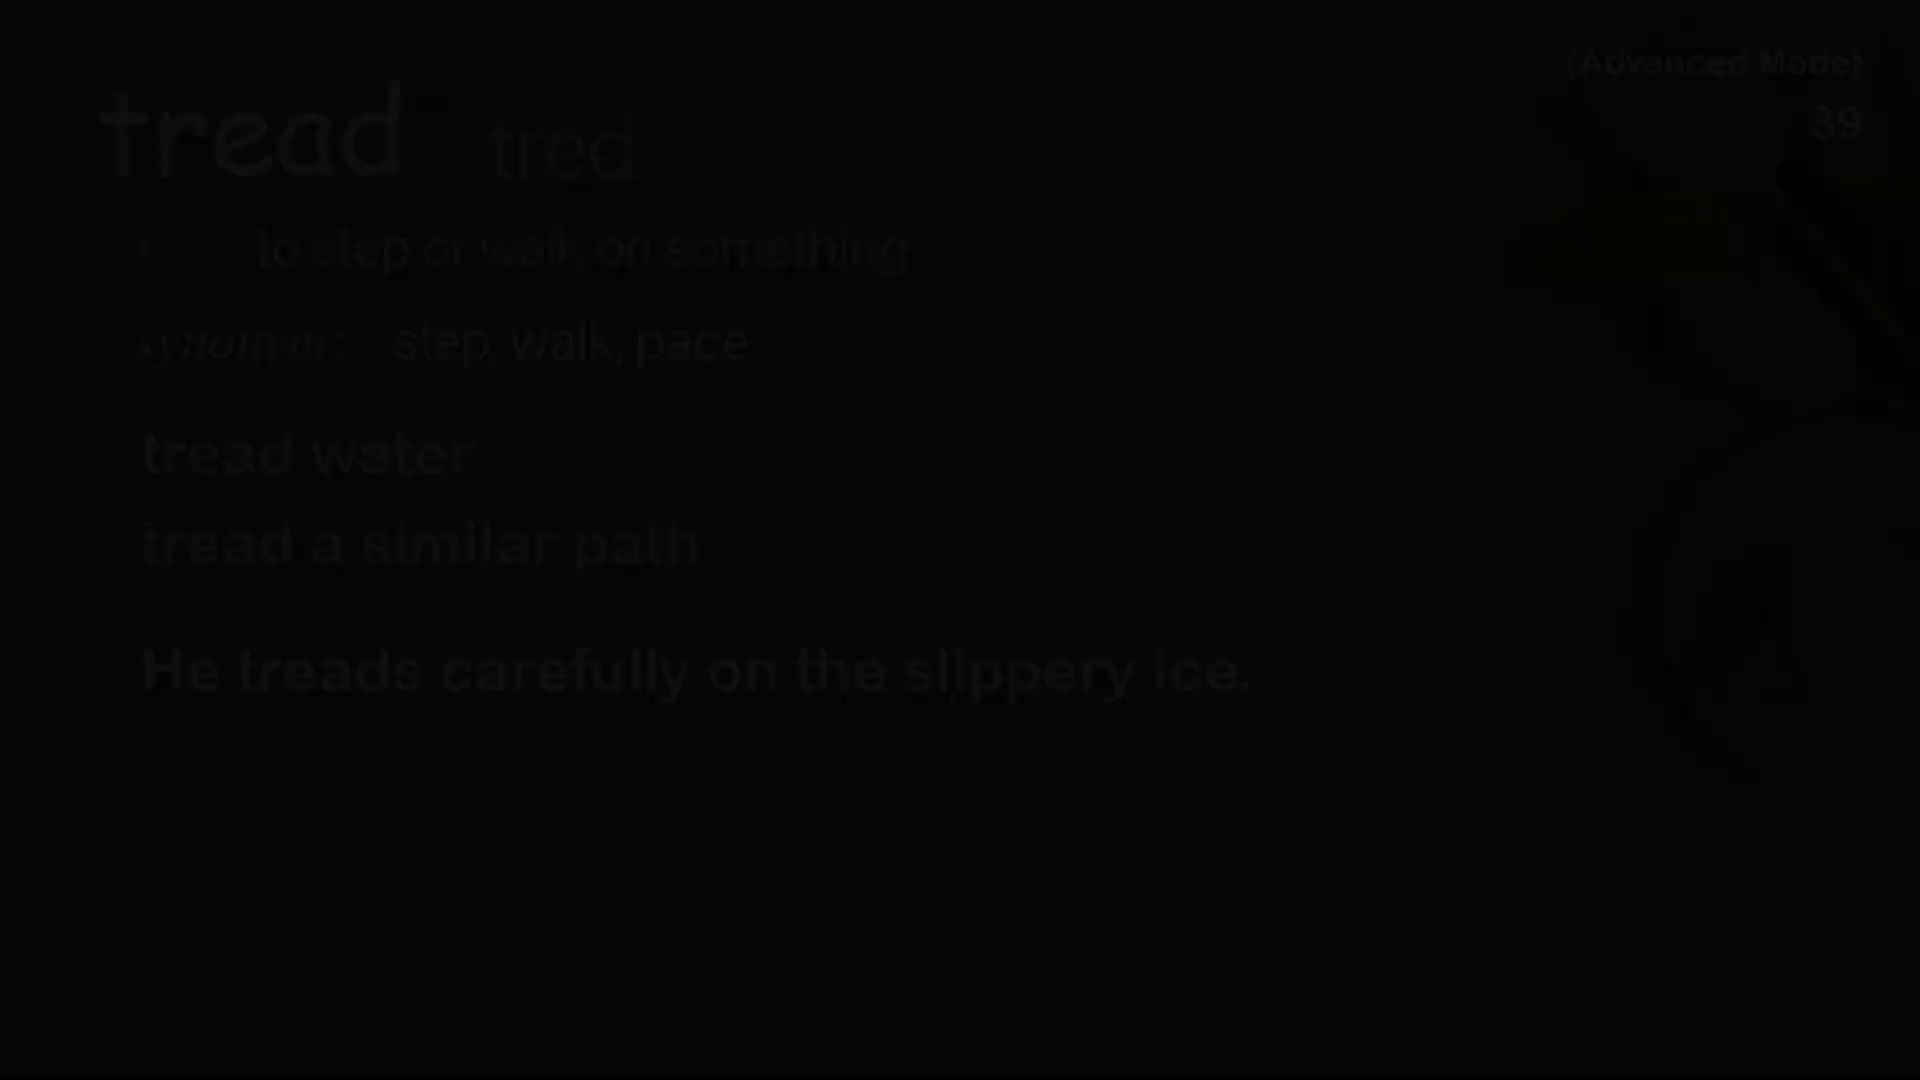 (Advanced Mode)
39
tread tred
to step or walk on something
synonym: step, walk, pace
tread water
tread a similar path
He treads carefully on the slippery ice.